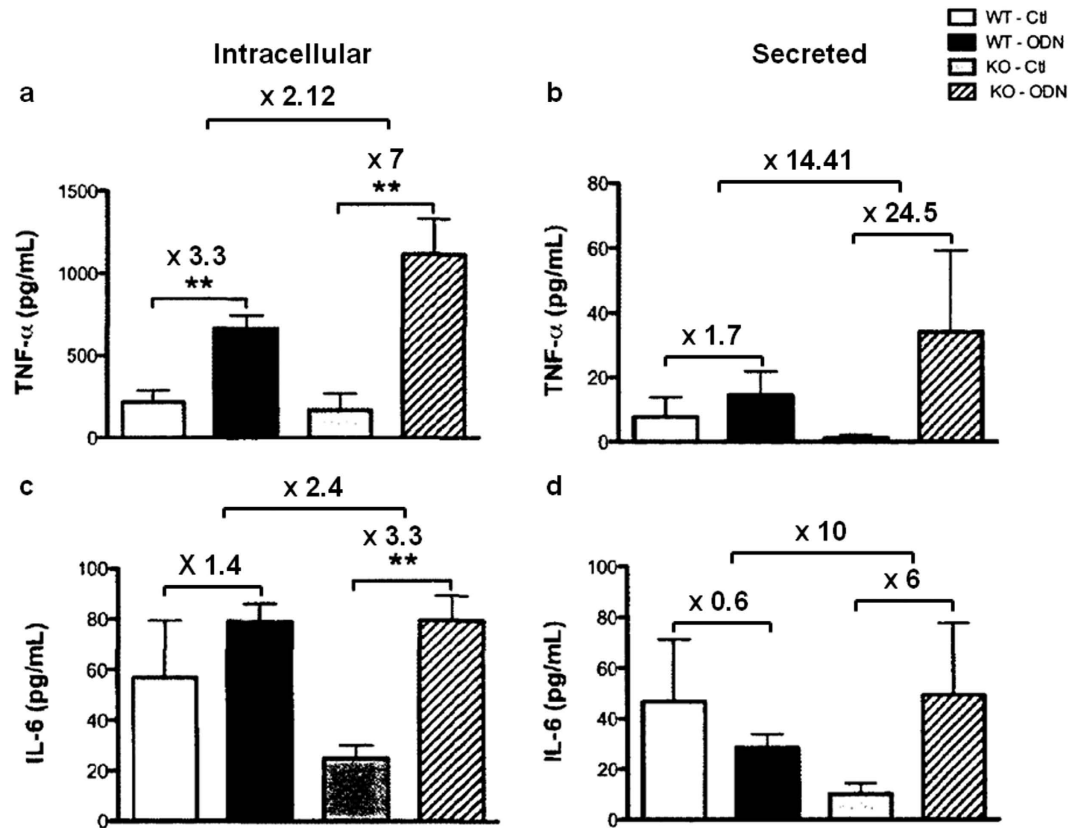 WT - Ctl
WT - ODN
KO - Ctl
KO - ODN
Intracellular
Secreted
a
x 2.12
x 7
**
x 3.3
**
1500
1000
500
0
TNF-α (pg/mL)
b
x 14.41
x 24.5
x 1.7
80
60
40
20
0
TNF-α (pg/mL)
c
x 2.4
x 3.3
**
X 1.4
100
80
60
40
20
0
IL-6 (pg/mL)
d
x 10
x 6
x 0.6
100
80
60
40
20
0
IL-6 (pg/mL)